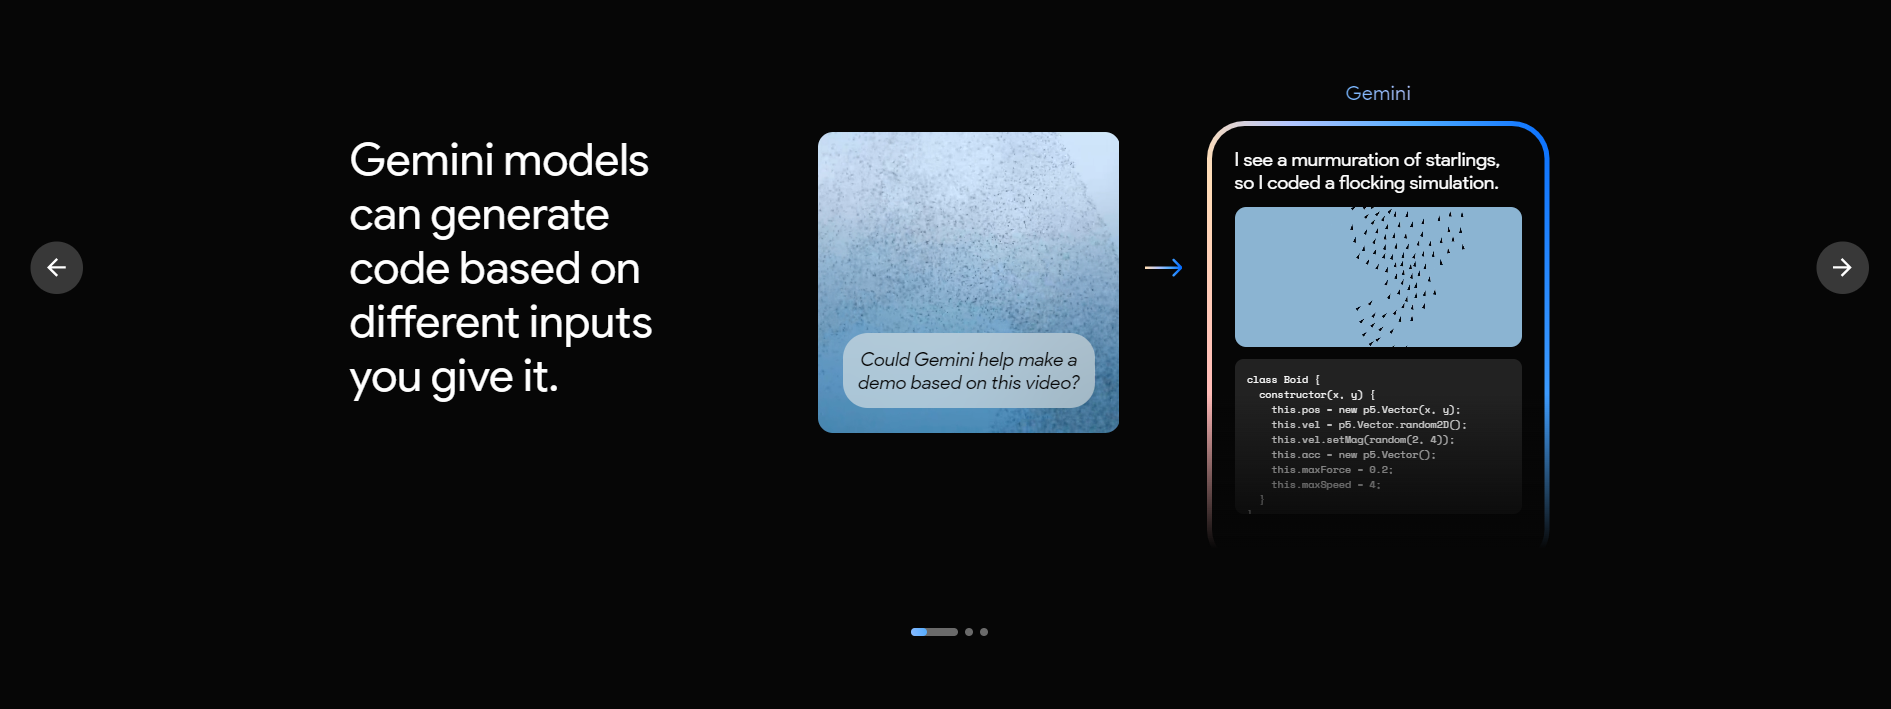 Gemini models
can generate
code based on
different inputs
you give it.
Could Gemini help make a
demo based on this video?
Gemini
I see a murmuration of starlings,
so I coded a flocking simulation.
class Boid {
constructor(x, y) {
this.pos = new p5.Vector(x, y);
this.vel = p5.Vector.random2D();
this.vel.setMag(random(2, 4));
this.acc = new p5.Vector();
this.maxForce = 0.2;
this.maxSpeed = 4;
}